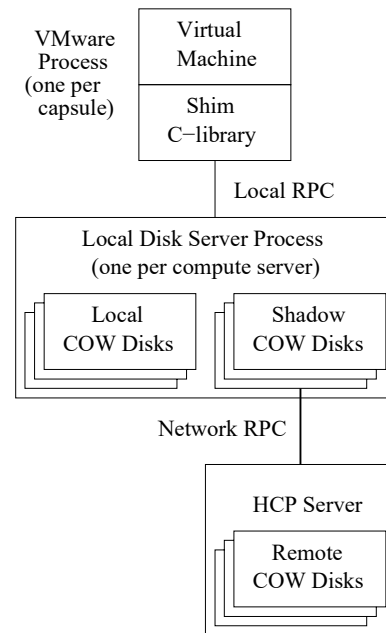 VMware
Process
(one per
capsule)
Virtual
Machine
Shim
C−library
Local RPC
Local Disk Server Process
(one per compute server)
Local
COW Disks
Shadow
COW Disks
Network RPC
HCP Server
Remote
COW Disks